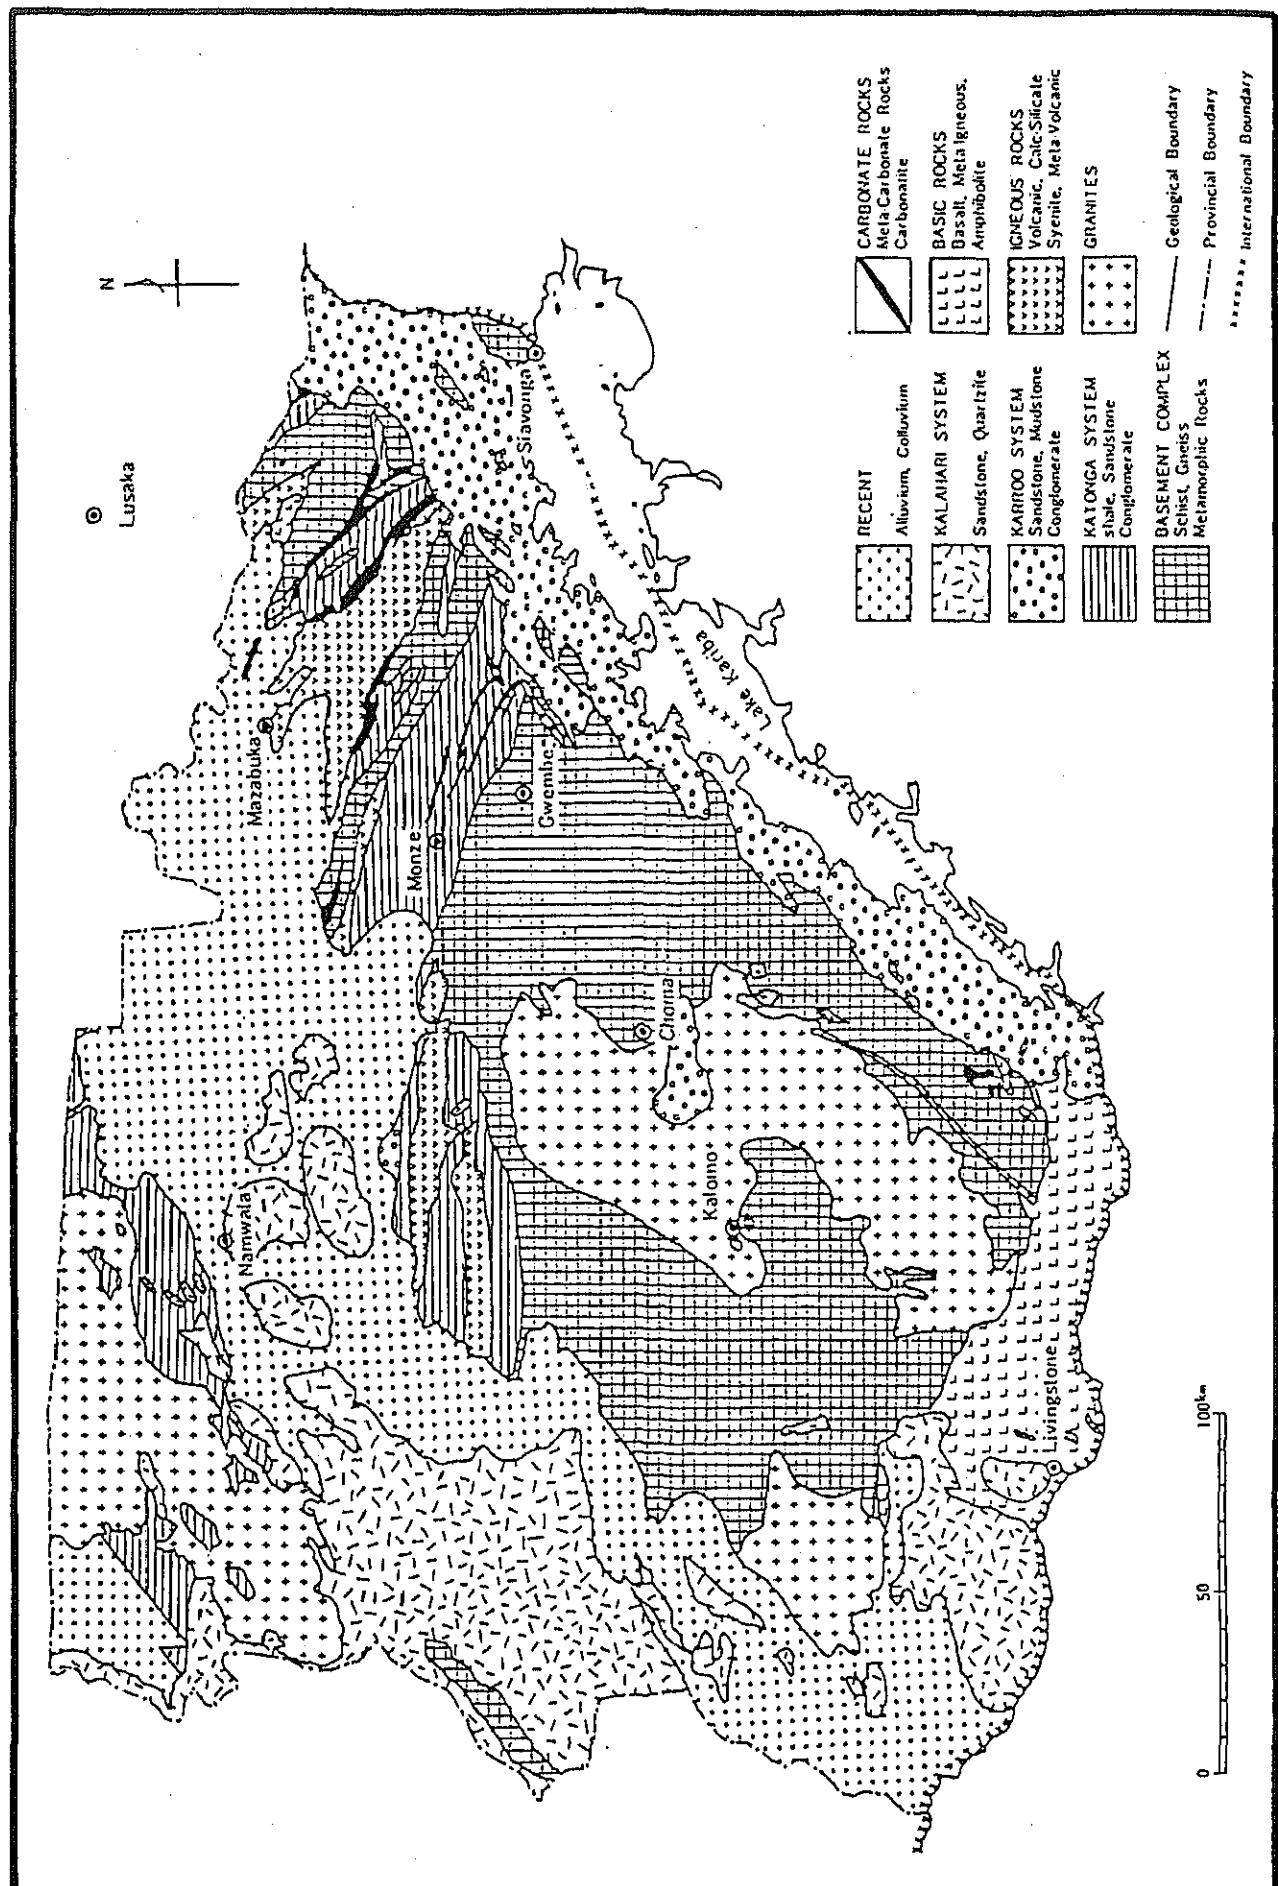 N
Lusaka
Mazabuka
Siavonga
Monze
Gwembe
Lake Kariba
Namwala
Choma
Kalomo
Livingstone
0 50 100km
RECENT
Alluvium, Colluvium
KALAHARI SYSTEM
Sandstone, Quartzite
KARROO SYSTEM
Sandstone, Mudstone
Conglomerate
KATONGA SYSTEM
shale, Sandstone
Conglomerate
BASEMENT COMPLEX
Schist, Gneiss
Metamorphic Rocks
CARBONATE ROCKS
Meta-Carbonate Rocks
Carbonatite
BASIC ROCKS
Basalt, Meta Igneous,
Amphibolite
IGNEOUS ROCKS
Volcanic, Calc-Silicate
Syenite, Meta-Volcanic
GRANITES
Geological Boundary
Provincial Boundary
International Boundary